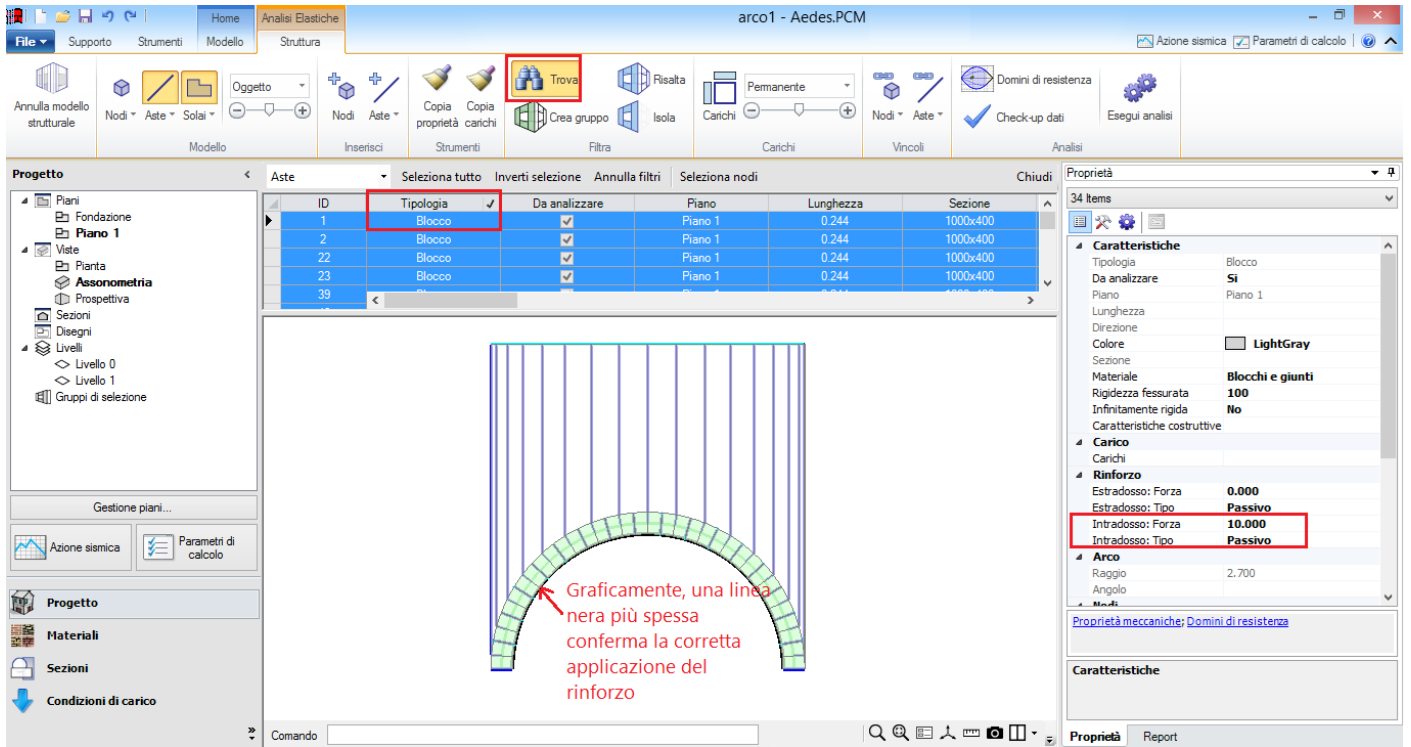 Home
Analisi Elastiche
arco1 - Aedes.PCM
File
Supporto
Strumenti
Modello
Struttura
Azione sismica
Parametri di calcolo
Annulla modello
strutturale
Nodi
Aste
Solai
Oggetto
Modello
Nodi
Aste
Inserisci
Copia
proprietà
Copia
carichi
Strumenti
Trova
Crea gruppo
Risalta
Isola
Filtra
Carichi
Permanente
Carichi
Nodi
Aste
Vincoli
Domini di resistenza
Check-up dati
Esegui analisi
Analisi
Progetto
Piani
Fondazione
Piano 1
Viste
Pianta
Assonometria
Prospettiva
Sezioni
Disegni
Livelli
Livello 0
Livello 1
Gruppi di selezione
Gestione piani...
Azione sismica
Parametri di
calcolo
Progetto
Materiali
Sezioni
Condizioni di carico
Aste
Seleziona tutto
Inverti selezione
Annulla filtri
Seleziona nodi
Chiudi
ID Tipologia Da analizzare Piano Lunghezza Sezione
1 Blocco Piano 1 0.244 1000x400
2 Blocco Piano 1 0.244 1000x400
22 Blocco Piano 1 0.244 1000x400
23 Blocco Piano 1 0.244 1000x400
39
Graficamente, una linea
nera più spessa
conferma la corretta
applicazione del
rinforzo
Comando
Proprietà
34 Items
Caratteristiche
Tipologia Blocco
Da analizzare Sì
Piano Piano 1
Lunghezza
Direzione
Colore LightGray
Sezione
Materiale Blocchi e giunti
Rigidezza fessurata 100
Infinitamente rigida No
Caratteristiche costruttive
Carico
Carichi
Rinforzo
Estradosso: Forza 0.000
Estradosso: Tipo Passivo
Intradosso: Forza 10.000
Intradosso: Tipo Passivo
Arco
Raggio 2.700
Angolo
Nodi
Proprietà meccaniche; Domini di resistenza
Caratteristiche
Proprietà
Report